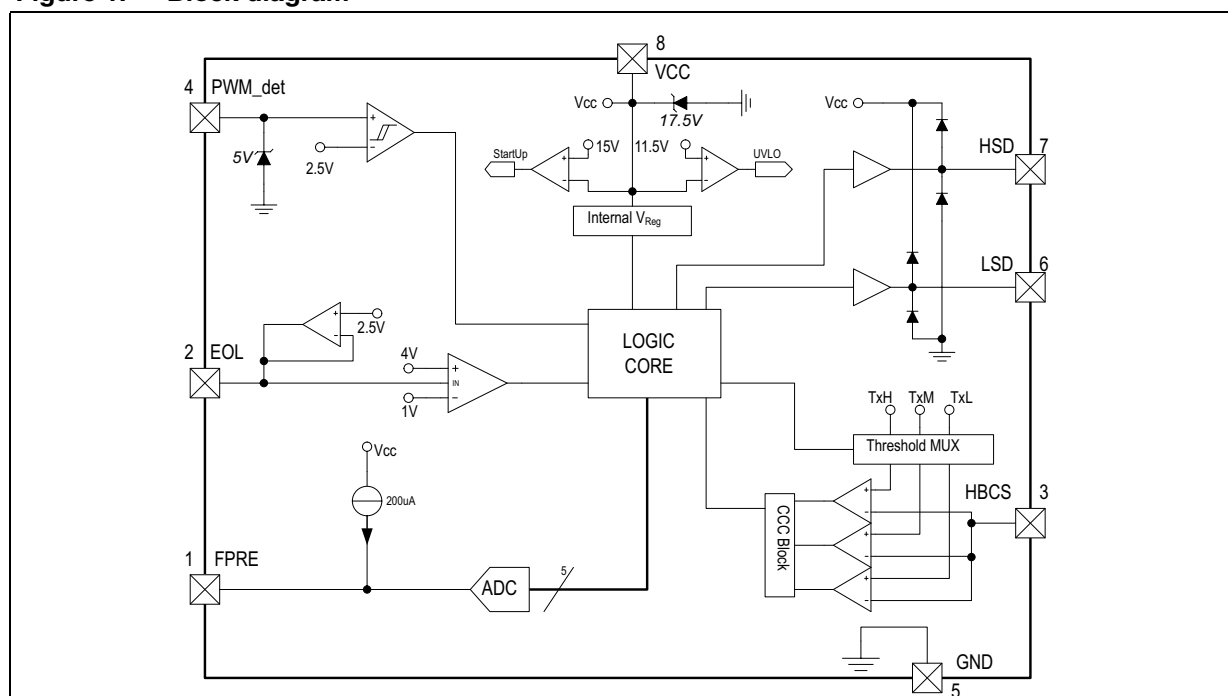 Figure 1. Block diagram
8
VCC
4 PWM_det
5V
2.5V
Vcc
17.5V
StartUp
15V
11.5V
UVLO
Internal VReg
Vcc
HSD 7
LSD 6
2 EOL
2.5V
4V
IN
1V
LOGIC
CORE
TxH TxM TxL
Threshold MUX
HBCS 3
CCC Block
Vcc
200uA
1 FPRE
ADC
5
GND
5